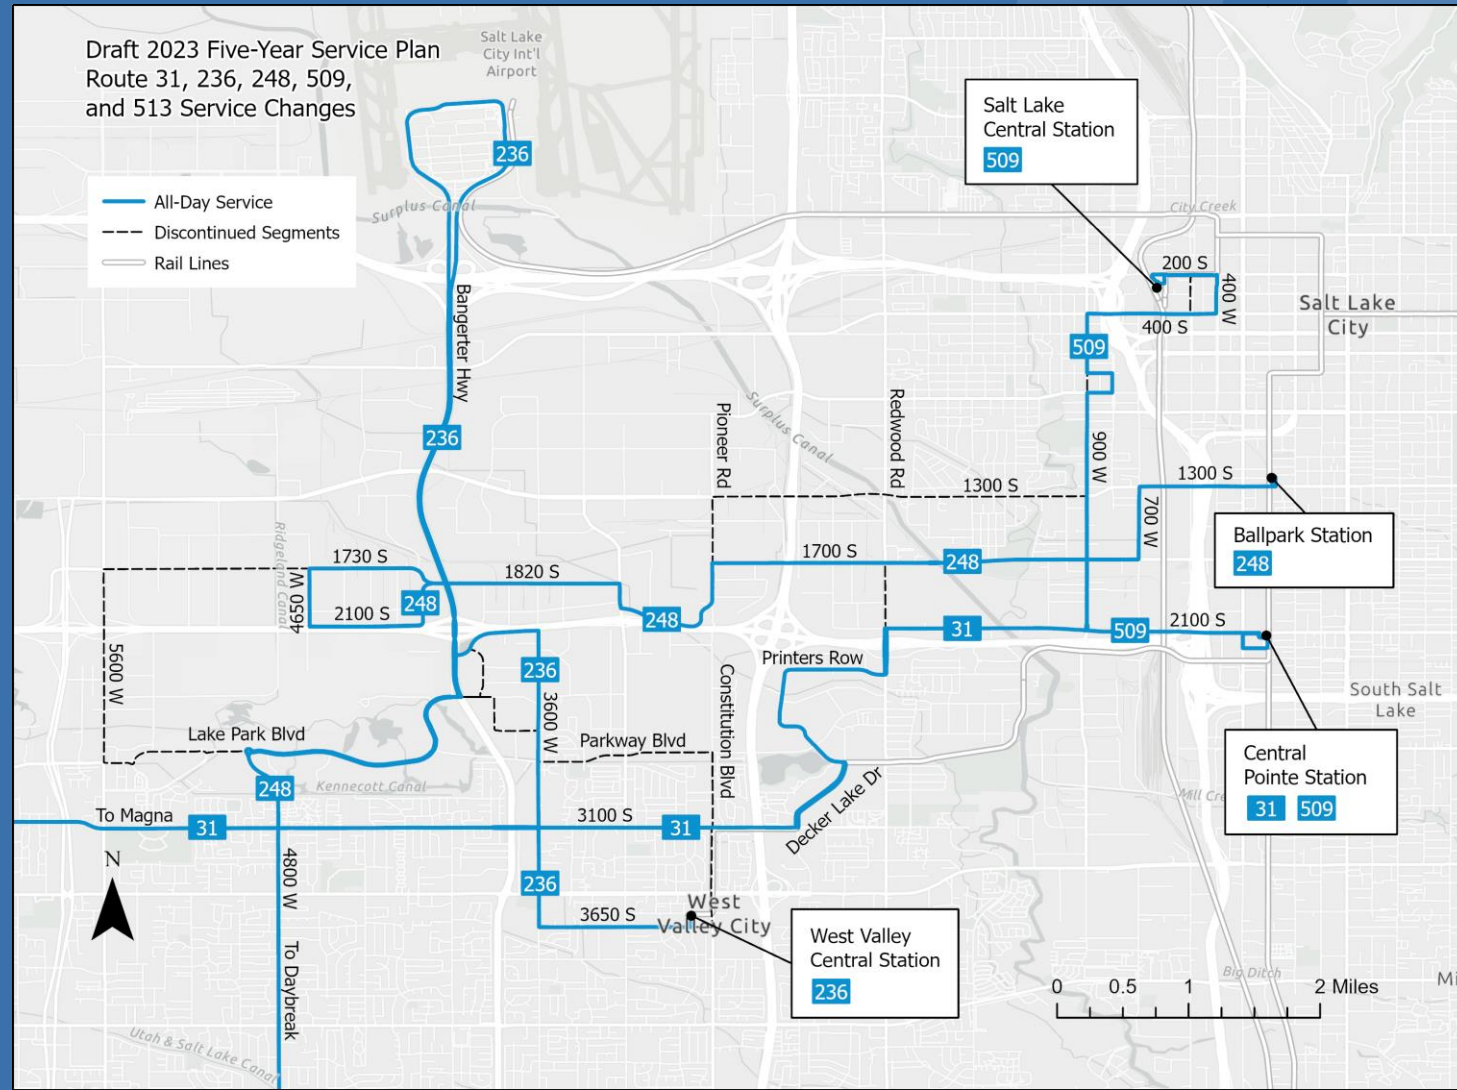 Draft 2023 Five-Year Service Plan
Route 31, 236, 248, 509,
and 513 Service Changes
Salt Lake
City Int'l
Airport
236
All-Day Service
Discontinued Segments
Rail Lines
Surplus Canal
Salt Lake
Central Station
509
City Creek
200 S
400 W
400 S
Salt Lake
City
Bangerter Hwy
509
236
Pioneer Rd
Surplus Canal
Redwood Rd
900 W
1300 S
1300 S
700 W
Ballpark Station
248
Ridgeland Canal
1730 S
1820 S
1700 S
248
4650 W
248
2100 S
248
31
509
2100 S
5600 W
236
Printers Row
3600 W
Constitution Blvd
South Salt
Lake
Lake Park Blvd
Parkway Blvd
Central
Pointe Station
31 509
248
Kennecott Canal
Decker Lake Dr
Mill Cre
To Magna
31
3100 S
31
N
4800 W
236
3650 S
West
Valley City
West Valley
Central Station
236
To Daybreak
Big Ditch
Mi
0 0.5 1 2 Miles
Utah & Salt Lake Canal